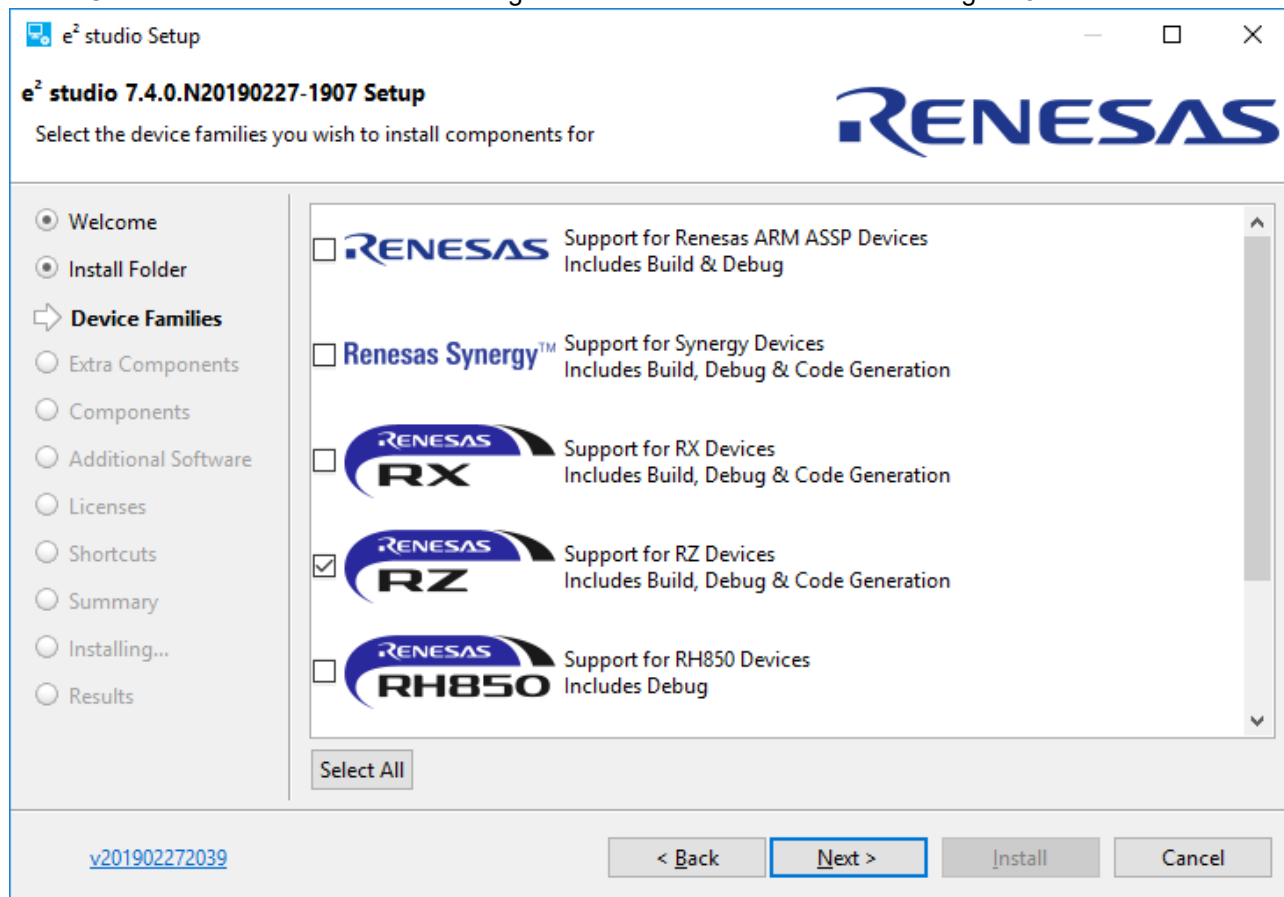 e² studio Setup
e² studio 7.4.0.N20190227-1907 Setup
Select the device families you wish to install components for
RENESAS
Welcome
Install Folder
Device Families
Extra Components
Components
Additional Software
Licenses
Shortcuts
Summary
Installing...
Results
RENESAS
Support for Renesas ARM ASSP Devices
Includes Build & Debug
Renesas Synergy™
Support for Synergy Devices
Includes Build, Debug & Code Generation
RENESAS
RX
Support for RX Devices
Includes Build, Debug & Code Generation
RENESAS
RZ
Support for RZ Devices
Includes Build, Debug & Code Generation
RENESAS
RH850
Support for RH850 Devices
Includes Debug
Select All
v201902272039
< Back
Next >
Install
Cancel